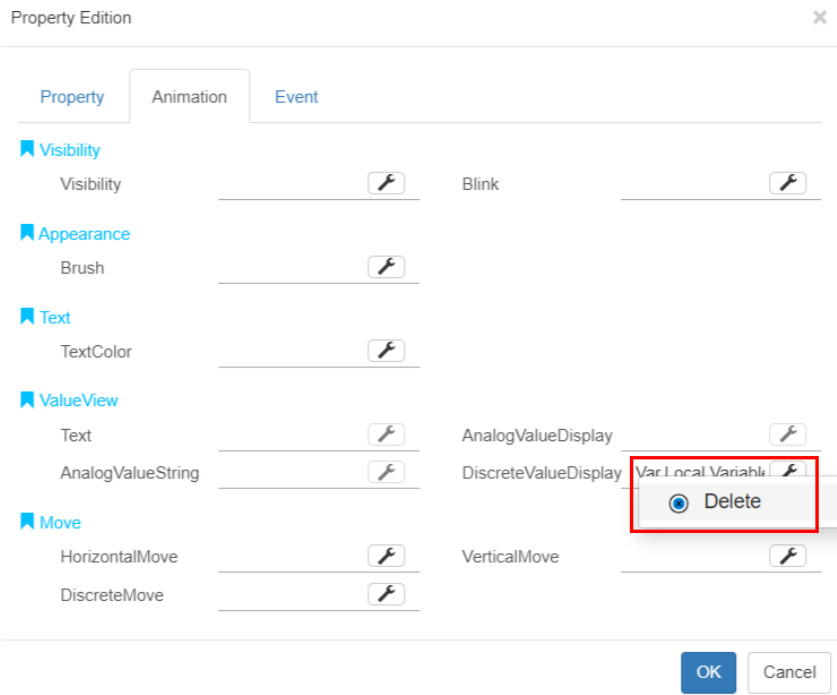 Property Edition
Property Animation Event
Visibility
Visibility Blink
Appearance
Brush
Text
TextColor
ValueView
Text AnalogValueDisplay
AnalogValueString DiscreteValueDisplay Var Local Variable
Delete
Move
HorizontalMove VerticalMove
DiscreteMove
OK Cancel